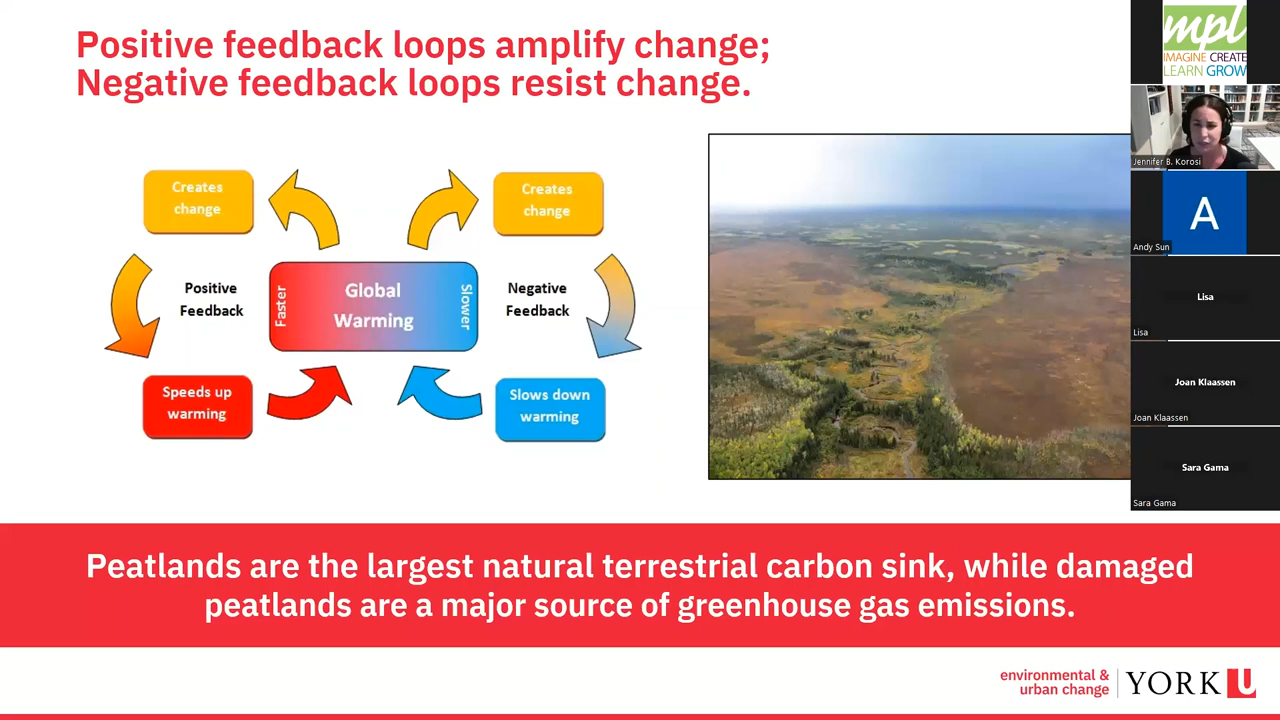 Positive feedback loops amplify change;
Negative feedback loops resist change.
Creates
change
Positive
Feedback
Speeds up
warming
Faster
Global
Warming
Slower
Creates
change
Negative
Feedback
Slows down
warming
Peatlands are the largest natural terrestrial carbon sink, while damaged
peatlands are a major source of greenhouse gas emissions.
environmental &
urban change
YORK U
mpl
IMAGINE CREATE
LEARN GROW
Jennifer B. Korosi
A
Andy Sun
Lisa
Lisa
Joan Klaassen
Joan Klaassen
Sara Gama
Sara Gama